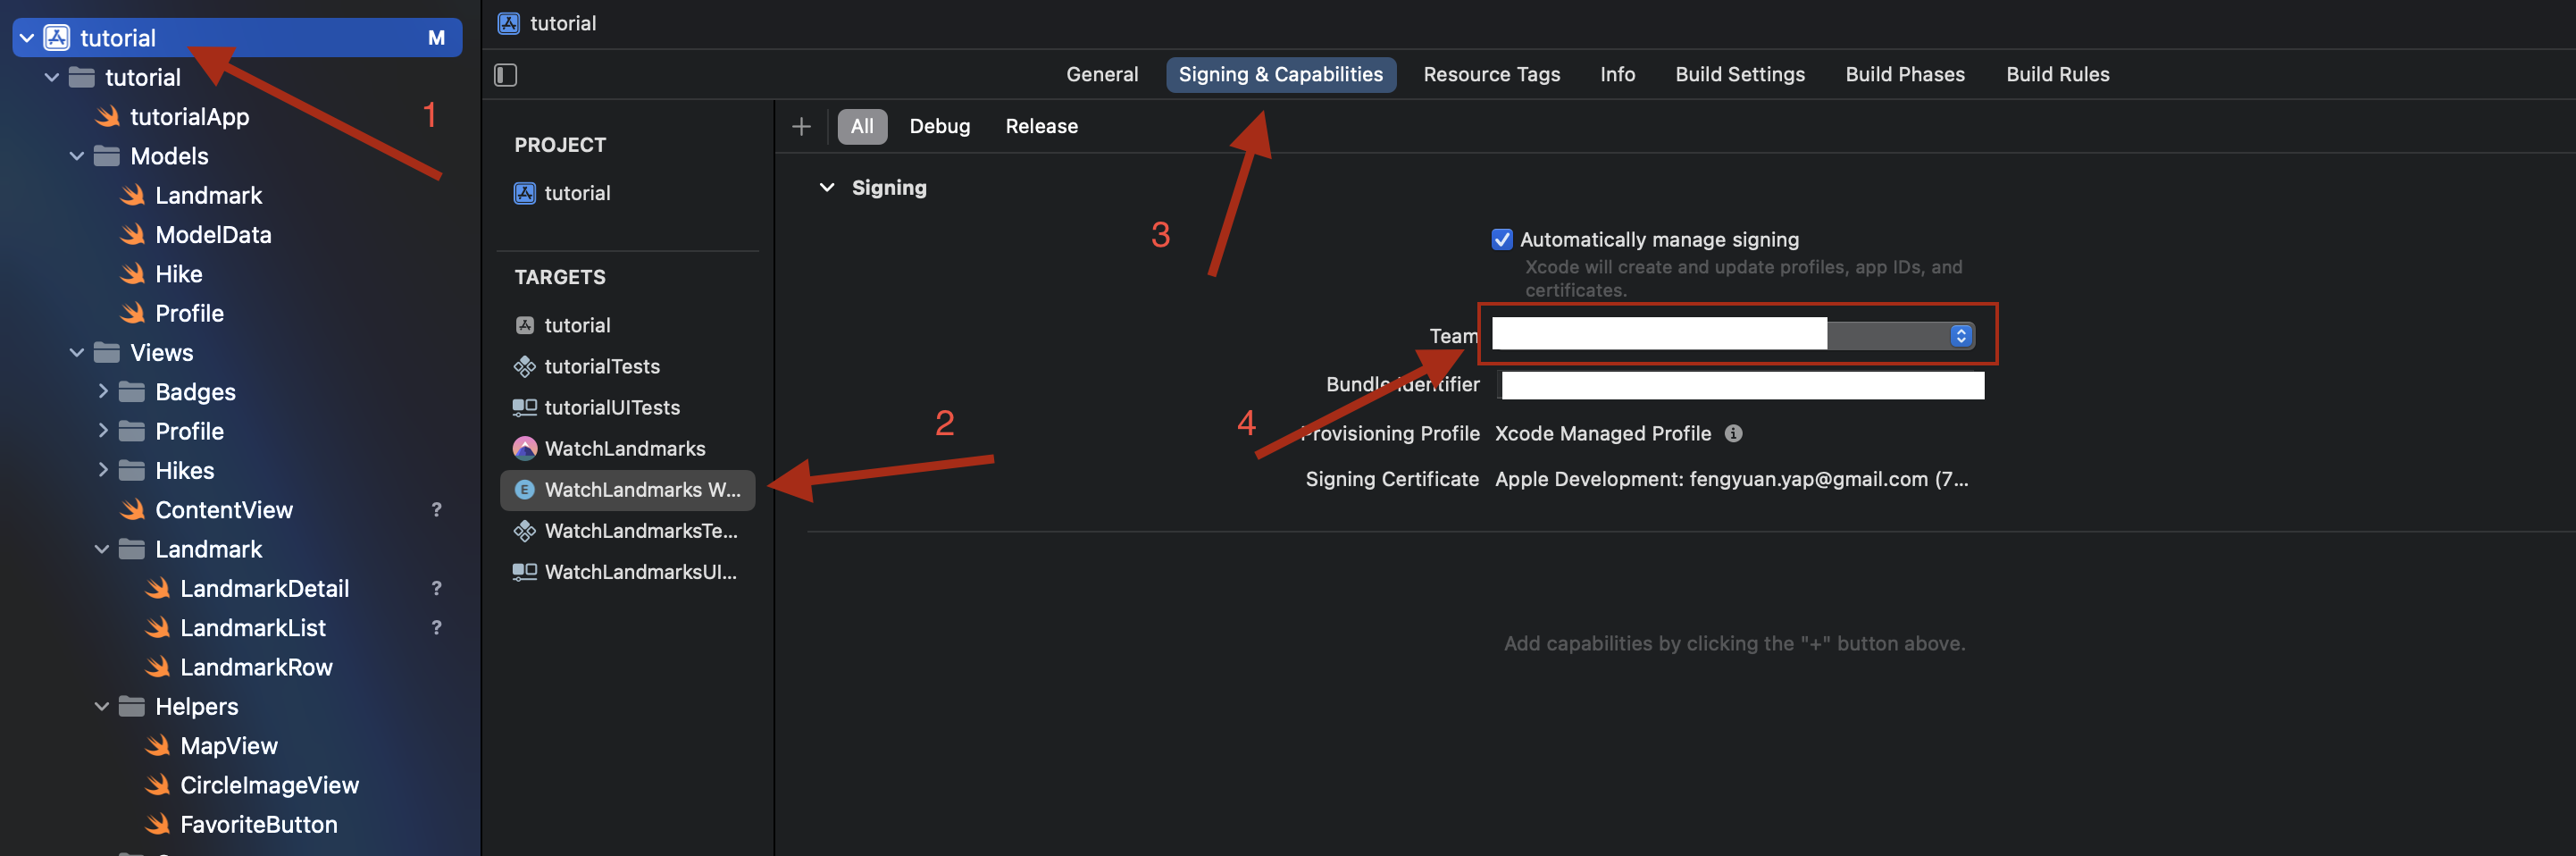 tutorial
M
tutorial
tutorialApp
Models
Landmark
ModelData
Hike
Profile
Views
Badges
Profile
Hikes
ContentView
?
Landmark
LandmarkDetail
?
LandmarkList
?
LandmarkRow
Helpers
MapView
CircleImageView
FavoriteButton
1
tutorial
General
Signing & Capabilities
Resource Tags
Info
Build Settings
Build Phases
Build Rules
PROJECT
tutorial
TARGETS
tutorial
tutorialTests
tutorialUITests
WatchLandmarks
WatchLandmarks W...
WatchLandmarksTe...
WatchLandmarksUI...
2
+
All
Debug
Release
3
Signing
Automatically manage signing
Xcode will create and update profiles, app IDs, and
certificates.
Team
Bundle Identifier
4
Provisioning Profile
Xcode Managed Profile
Signing Certificate
Apple Development: fengyuan.yap@gmail.com (7...
Add capabilities by clicking the "+" button above.